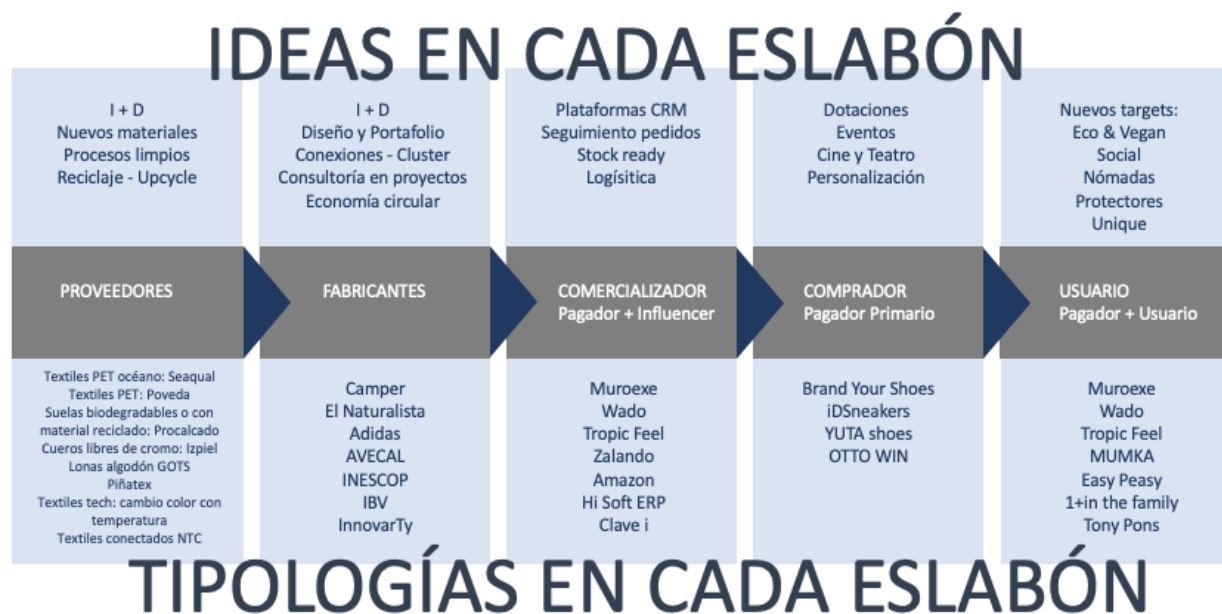 IDEAS EN CADA ESLABÓN
I + D
Nuevos materiales
Procesos limpios
Reciclaje - Upcycle
I + D
Diseño y Portafolio
Conexiones - Cluster
Consultoría en proyectos
Economía circular
Plataformas CRM
Seguimiento pedidos
Stock ready
Logísitica
Dotaciones
Eventos
Cine y Teatro
Personalización
Nuevos targets:
Eco & Vegan
Social
Nómadas
Protectores
Unique
PROVEEDORES
FABRICANTES
COMERCIALIZADOR
Pagador + Influencer
COMPRADOR
Pagador Primario
USUARIO
Pagador + Usuario
Textiles PET océano: Seaqual
Textiles PET: Poveda
Suelas biodegradables o con
material reciclado: Procalcado
Cueros libres de cromo: Izpiel
Lonas algodón GOTS
Piñatex
Textiles tech: cambio color con
temperatura
Textiles conectados NTC
Camper
El Naturalista
Adidas
AVECAL
INESCOP
IBV
InnovarTy
Muroexe
Wado
Tropic Feel
Zalando
Amazon
Hi Soft ERP
Clave i
Brand Your Shoes
iDSneakers
YUTA shoes
OTTO WIN
Muroexe
Wado
Tropic Feel
MUMKA
Easy Peasy
1+in the family
Tony Pons
TIPOLOGÍAS EN CADA ESLABÓN